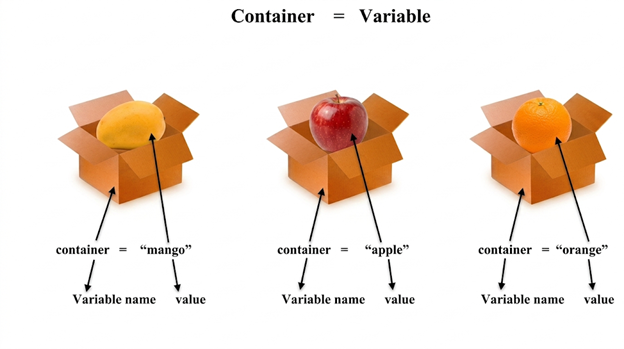 Container = Variable
container = “mango” container = “apple” container = “orange”
Variable name value Variable name value Variable name value